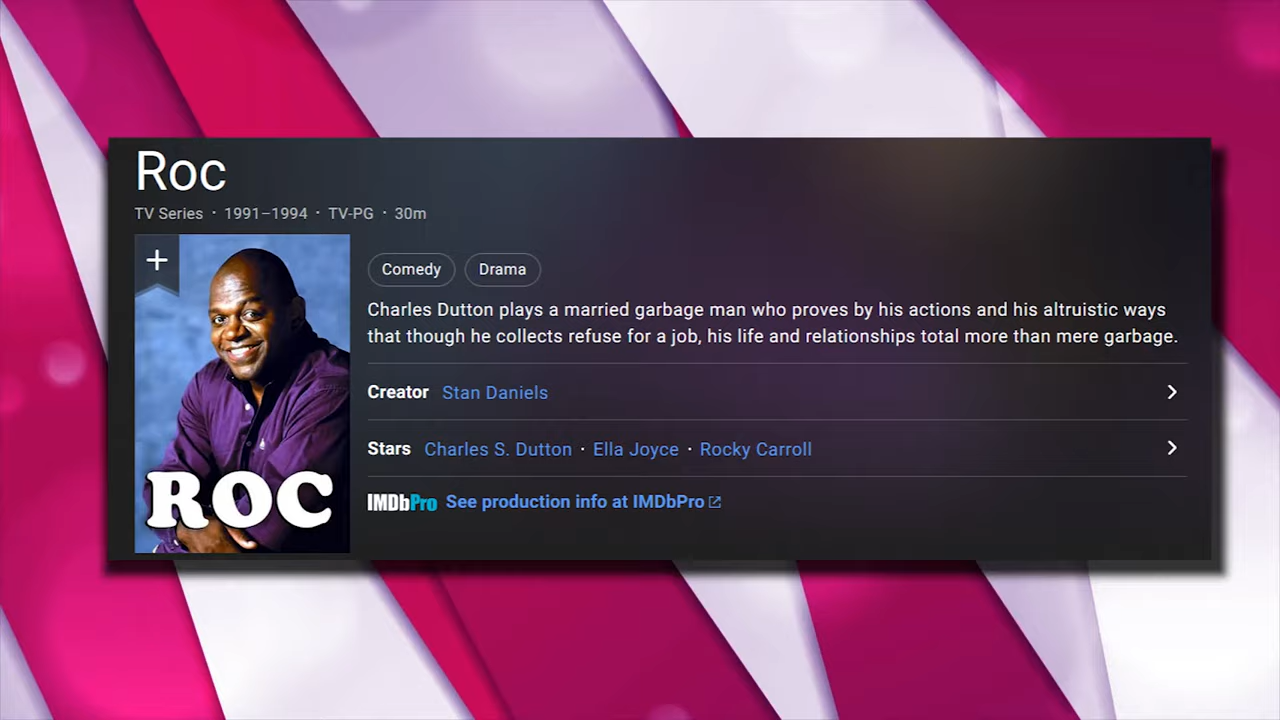 Roc
TV Series · 1991–1994 · TV-PG · 30m
+
Comedy Drama
Charles Dutton plays a married garbage man who proves by his actions and his altruistic ways
that though he collects refuse for a job, his life and relationships total more than mere garbage.
Creator Stan Daniels
Stars Charles S. Dutton · Ella Joyce · Rocky Carroll
ROC
IMDbPro See production info at IMDbPro